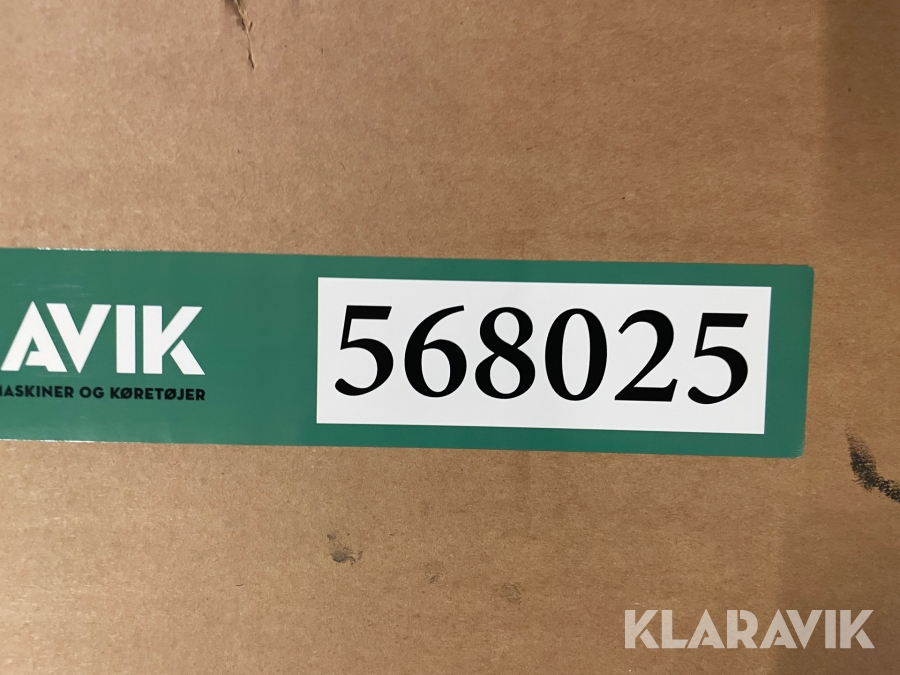 AVIK
MASKINER OG KØRETØJER
568025
KLARAVIK